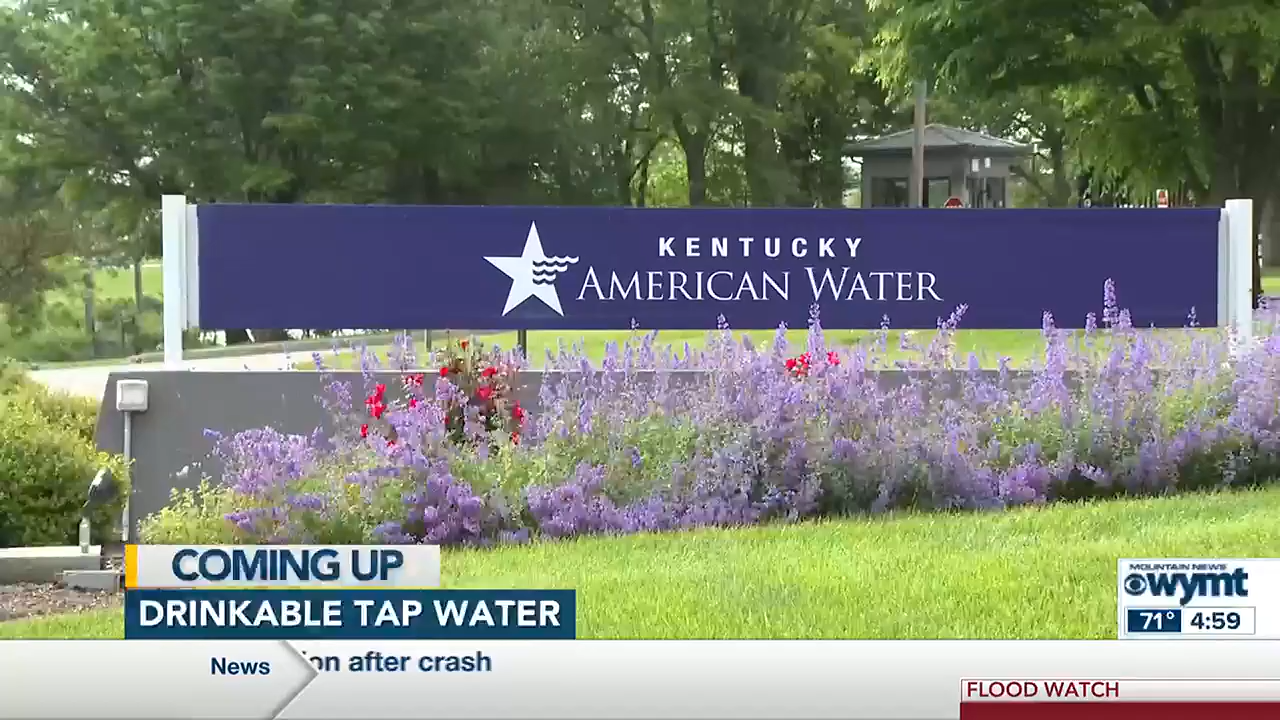 KENTUCKY
AMERICAN WATER
COMING UP
DRINKABLE TAP WATER
MOUNTAIN NEWS
wymt
71° 4:59
News
on after crash
FLOOD WATCH